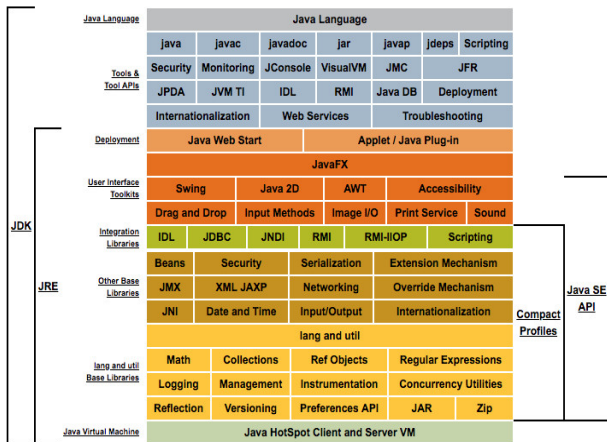 Java Language Java Language
java javac javadoc jar javap jdeps Scripting
Security Monitoring JConsole VisualVM JMC JFR
Tools &
Tool APIs
JPDA JVM TI IDL RMI Java DB Deployment
Internationalization Web Services Troubleshooting
Deployment Java Web Start Applet / Java Plug-in
JavaFX
User Interface
Toolkits
Swing Java 2D AWT Accessibility
Drag and Drop Input Methods Image I/O Print Service Sound
Integration
Libraries
IDL JDBC JNDI RMI RMI-IIOP Scripting
Beans Security Serialization Extension Mechanism
Other Base
Libraries
JMX XML JAXP Networking Override Mechanism
JNI Date and Time Input/Output Internationalization
lang and util
lang and util
Base Libraries
Math Collections Ref Objects Regular Expressions
Logging Management Instrumentation Concurrency Utilities
Reflection Versioning Preferences API JAR Zip
Java Virtual Machine Java HotSpot Client and Server VM
JDK
JRE
Compact
Profiles
Java SE
API